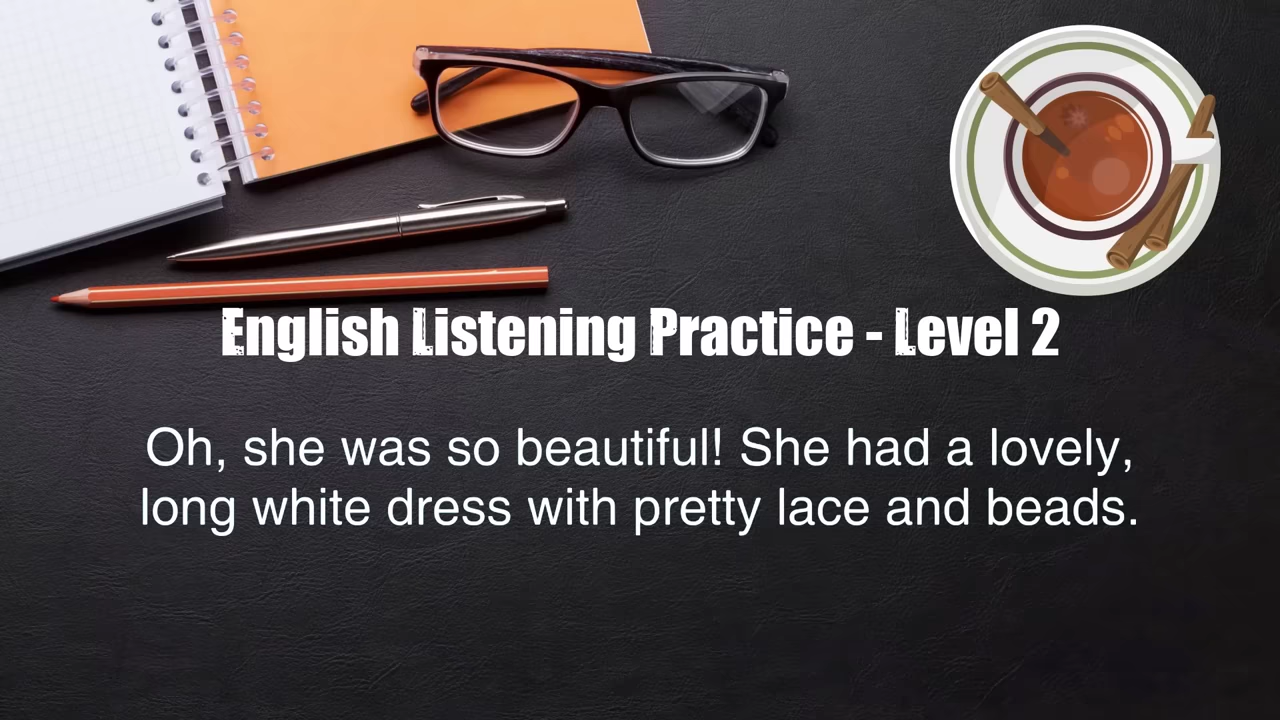 English Listening Practice - Level 2
Oh, she was so beautiful! She had a lovely,
long white dress with pretty lace and beads.